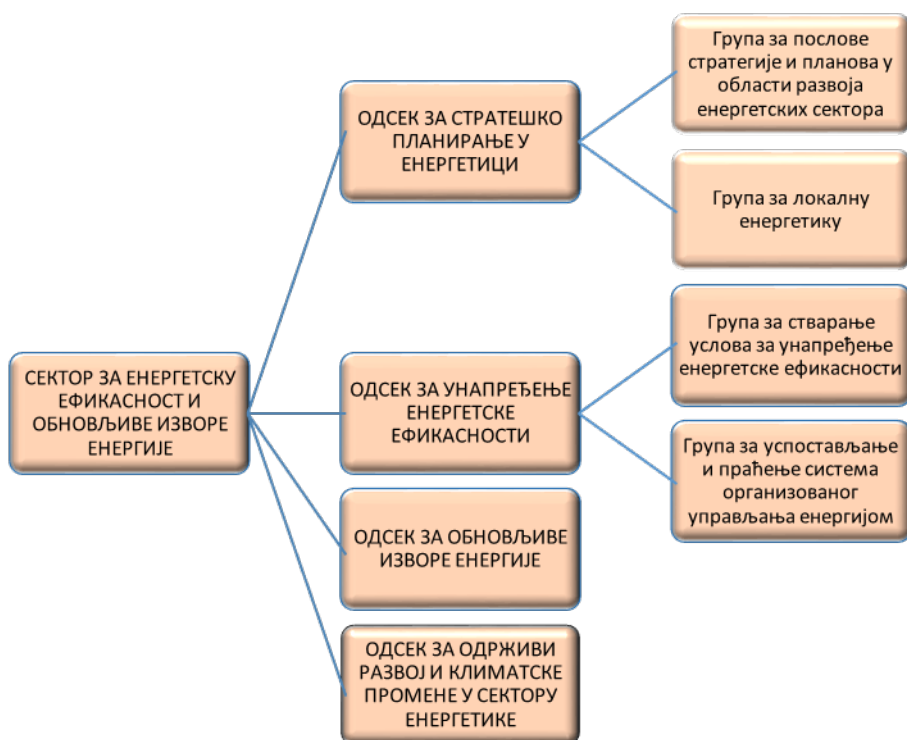 СЕКТОР ЗА ЕНЕРГЕТСКУ
ЕФИКАСНОСТ И
ОБНОВЉИВЕ ИЗВОРЕ
ЕНЕРГИЈЕ
ОДСЕК ЗА СТРАТЕШКО
ПЛАНИРАЊЕ У
ЕНЕРГЕТИЦИ
Група за послове
стратегије и планова у
области развоја
енергетских сектора
Група за локалну
енергетику
ОДСЕК ЗА УНАПРЕЂЕЊЕ
ЕНЕРГЕТСКЕ
ЕФИКАСНОСТИ
Група за стварање
услова за унапређење
енергетске ефикасности
Група за успостављање
и праћење система
организованог
управљања енергијом
ОДСЕК ЗА ОБНОВЉИВЕ
ИЗВОРЕ ЕНЕРГИЈЕ
ОДСЕК ЗА ОДРЖИВИ
РАЗВОЈ И КЛИМАТСКЕ
ПРОМЕНЕ У СЕКТОРУ
ЕНЕРГЕТИКЕ